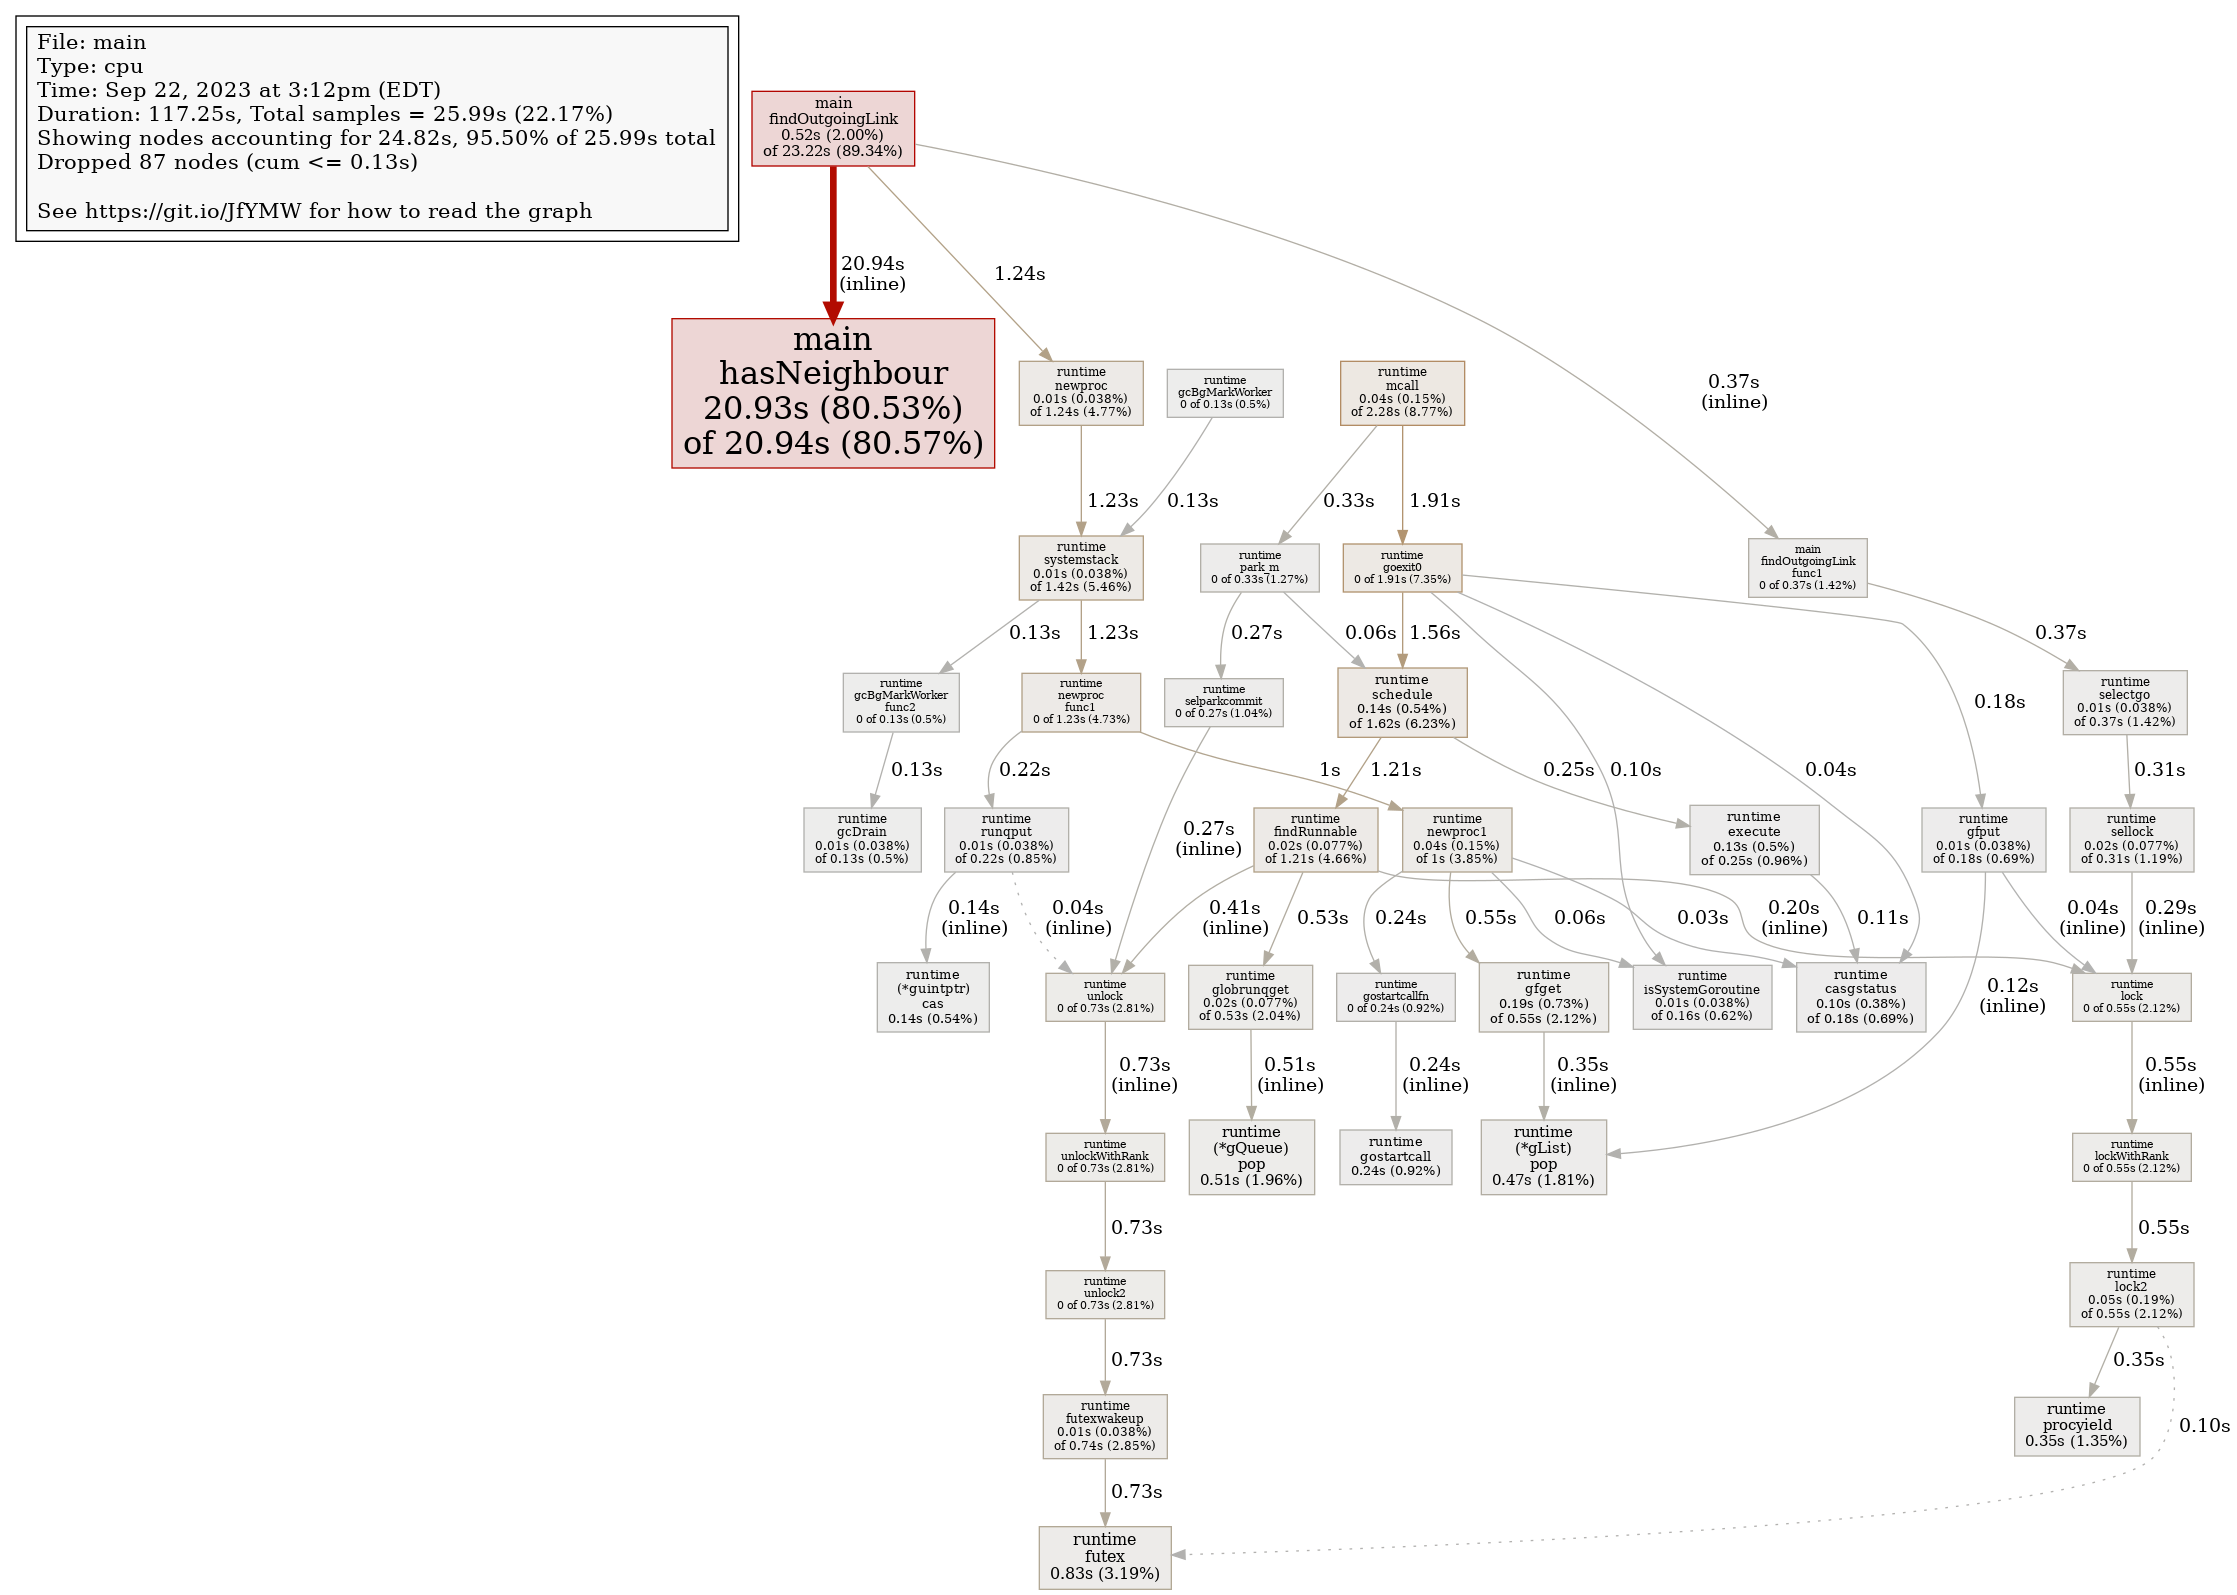 File: main
Type: cpu
Time: Sep 22, 2023 at 3:12pm (EDT)
Duration: 117.25s, Total samples = 25.99s (22.17%)
Showing nodes accounting for 24.82s, 95.50% of 25.99s total
Dropped 87 nodes (cum <= 0.13s)
See https://git.io/JfYMW for how to read the graph
main
findOutgoingLink
0.52s (2.00%)
of 23.22s (89.34%)
20.94s
(inline)
1.24s
0.37s
(inline)
main
hasNeighbour
20.93s (80.53%)
of 20.94s (80.57%)
runtime
newproc
0.01s (0.038%)
of 1.24s (4.77%)
runtime
gcBgMarkWorker
0 of 0.13s (0.5%)
runtime
mcall
0.04s (0.15%)
of 2.28s (8.77%)
1.23s
0.13s
0.33s
1.91s
runtime
systemstack
0.01s (0.038%)
of 1.42s (5.46%)
runtime
park_m
0 of 0.33s (1.27%)
runtime
goexit0
0 of 1.91s (7.35%)
main
findOutgoingLink
func1
0 of 0.37s (1.42%)
0.13s
1.23s
0.27s
0.06s
1.56s
0.18s
0.37s
runtime
gcBgMarkWorker
func2
0 of 0.13s (0.5%)
runtime
newproc
func1
0 of 1.23s (4.73%)
runtime
selparkcommit
0 of 0.27s (1.04%)
runtime
schedule
0.14s (0.54%)
of 1.62s (6.23%)
runtime
selectgo
0.01s (0.038%)
of 0.37s (1.42%)
0.13s
0.22s
1s
1.21s
0.25s
0.10s
0.04s
0.31s
0.27s
(inline)
runtime
gcDrain
0.01s (0.038%)
of 0.13s (0.5%)
runtime
runqput
0.01s (0.038%)
of 0.22s (0.85%)
runtime
findRunnable
0.02s (0.077%)
of 1.21s (4.66%)
runtime
newproc1
0.04s (0.15%)
of 1s (3.85%)
runtime
execute
0.13s (0.5%)
of 0.25s (0.96%)
runtime
gfput
0.01s (0.038%)
of 0.18s (0.69%)
runtime
sellock
0.02s (0.077%)
of 0.31s (1.19%)
0.14s
(inline)
0.04s
(inline)
0.41s
(inline)
0.53s
0.24s
0.55s
0.06s
0.03s
0.20s
(inline)
0.11s
0.12s
(inline)
0.04s
(inline)
0.29s
(inline)
runtime
(*guintptr)
cas
0.14s (0.54%)
runtime
unlock
0 of 0.73s (2.81%)
runtime
globrunqget
0.02s (0.077%)
of 0.53s (2.04%)
runtime
gostartcallfn
0 of 0.24s (0.92%)
runtime
gfget
0.19s (0.73%)
of 0.55s (2.12%)
runtime
isSystemGoroutine
0.01s (0.038%)
of 0.16s (0.62%)
runtime
casgstatus
0.10s (0.38%)
of 0.18s (0.69%)
runtime
lock
0 of 0.55s (2.12%)
0.73s
(inline)
0.51s
(inline)
0.24s
(inline)
0.35s
(inline)
0.55s
(inline)
runtime
unlockWithRank
0 of 0.73s (2.81%)
runtime
(*gQueue)
pop
0.51s (1.96%)
runtime
gostartcall
0.24s (0.92%)
runtime
(*gList)
pop
0.47s (1.81%)
runtime
lockWithRank
0 of 0.55s (2.12%)
0.73s
0.55s
runtime
unlock2
0 of 0.73s (2.81%)
runtime
lock2
0.05s (0.19%)
of 0.55s (2.12%)
0.73s
0.35s
0.10s
runtime
futexwakeup
0.01s (0.038%)
of 0.74s (2.85%)
runtime
procyield
0.35s (1.35%)
0.73s
runtime
futex
0.83s (3.19%)